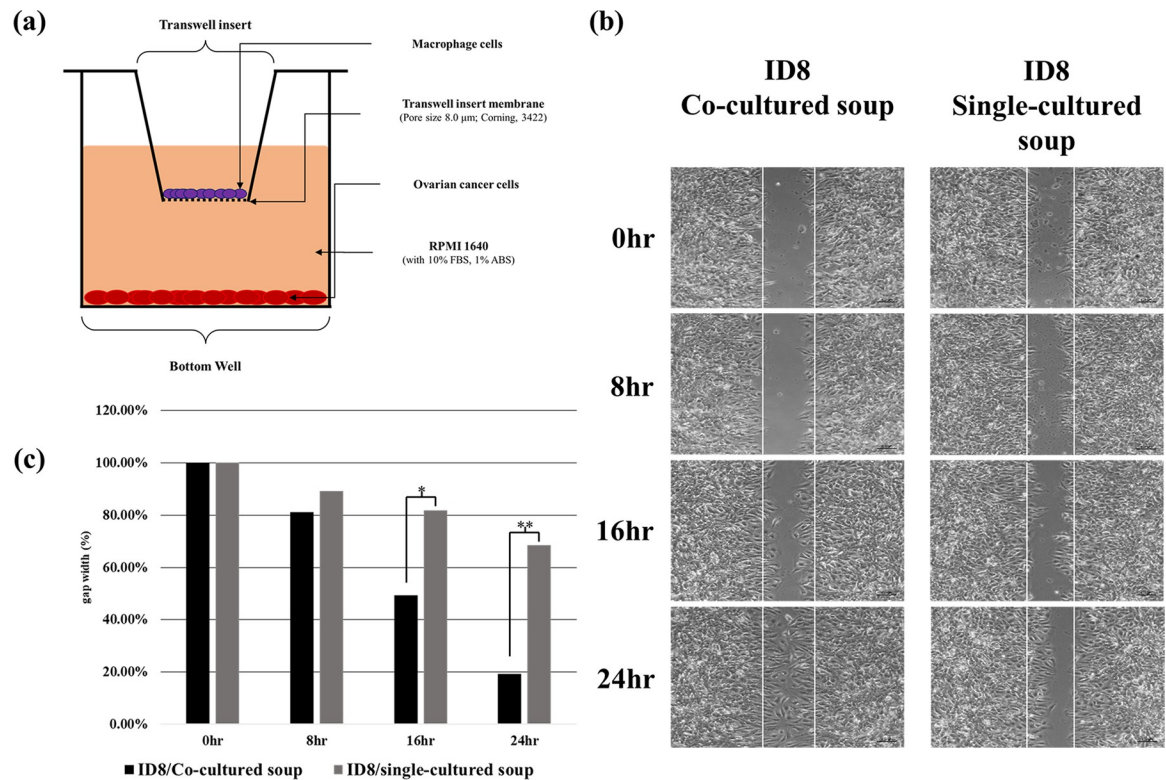 (a)
Transwell insert
Macrophage cells
Transwell insert membrane
(Pore size 8.0 μm; Corning, 3422)
Ovarian cancer cells
RPMI 1640
(with 10% FBS, 1% ABS)
Bottom Well
(b)
ID8
Co-cultured soup
ID8
Single-cultured
soup
0hr
8hr
16hr
24hr
(c)
120.00%
100.00%
80.00%
60.00%
40.00%
20.00%
0.00%
gap width (%)
*
**
0hr
8hr
16hr
24hr
ID8/Co-cultured soup
ID8/single-cultured soup